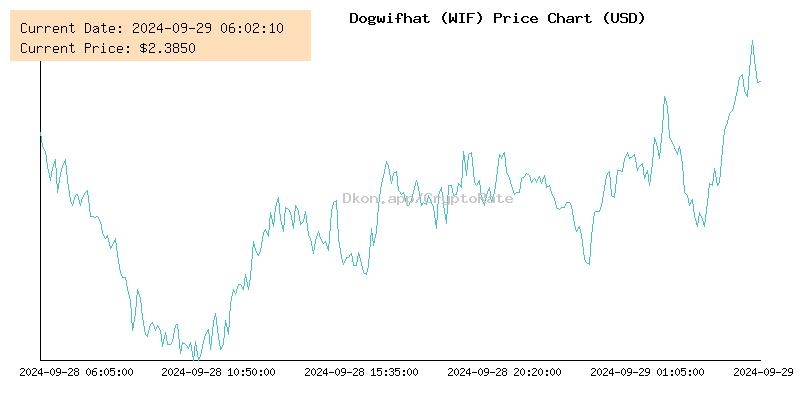 Dogwifhat (WIF) Price Chart (USD)
Current Date: 2024-09-29 06:02:10
Current Price: $2.3850
Dkon.app/CryptoRate
2024-09-28 06:05:00 2024-09-28 10:50:00 2024-09-28 15:35:00 2024-09-28 20:20:00 2024-09-29 01:05:00 2024-09-29